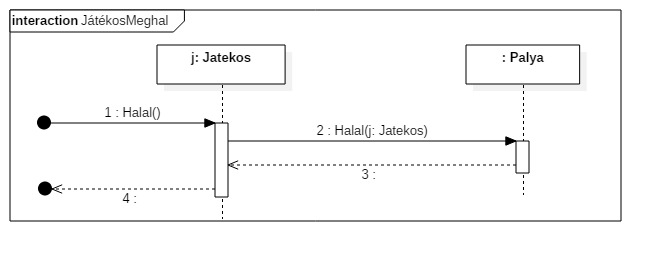 interaction JátékosMeghal
j: Jatekos
: Palya
1 : Halal()
2 : Halal(j: Jatekos)
3 :
4 :